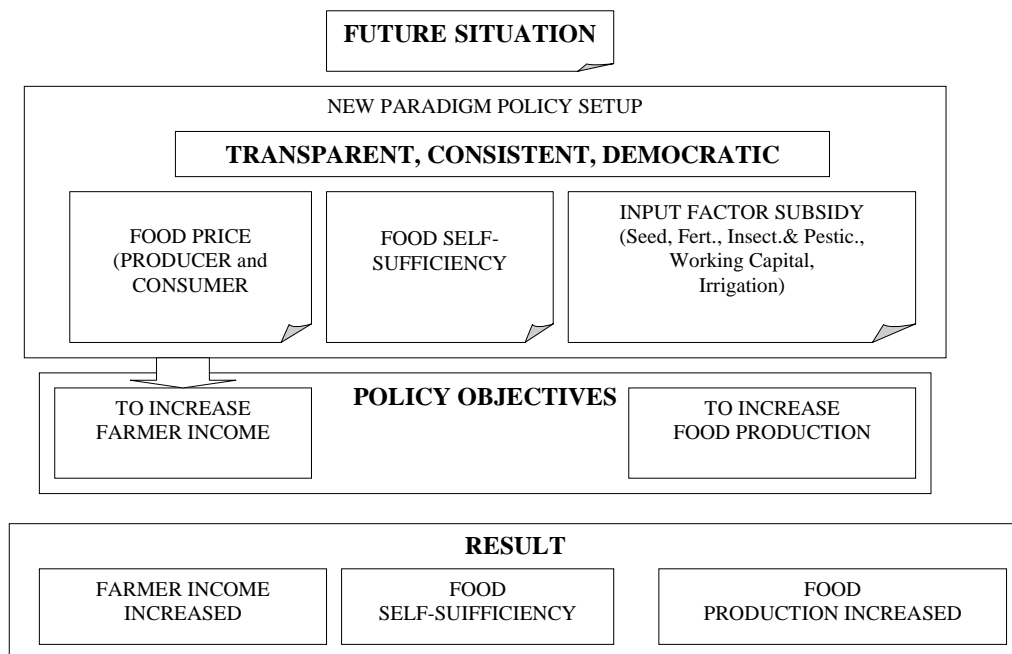 FUTURE SITUATION
NEW PARADIGM POLICY SETUP
TRANSPARENT, CONSISTENT, DEMOCRATIC
FOOD PRICE
(PRODUCER and
CONSUMER
FOOD SELF-
SUFFICIENCY
INPUT FACTOR SUBSIDY
(Seed, Fert., Insect.& Pestic.,
Working Capital,
Irrigation)
POLICY OBJECTIVES
TO INCREASE
FARMER INCOME
TO INCREASE
FOOD PRODUCTION
RESULT
FARMER INCOME
INCREASED
FOOD
SELF-SUIFFICIENCY
FOOD
PRODUCTION INCREASED